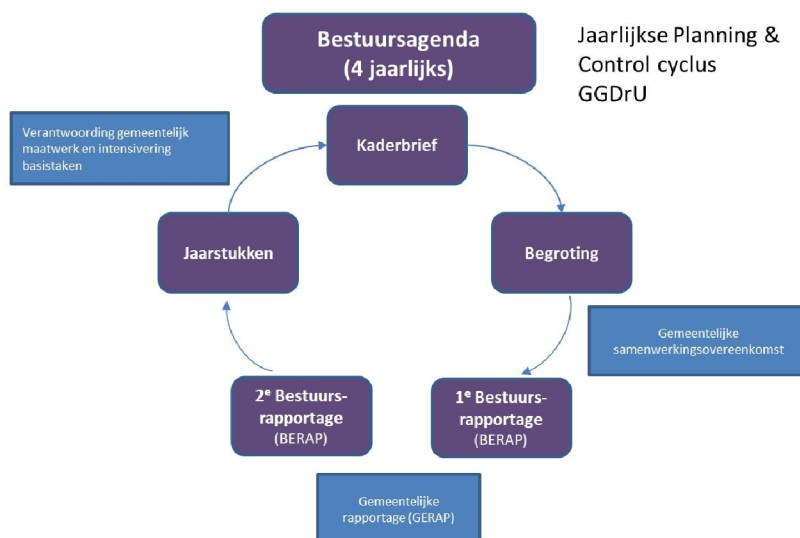 Bestuursagenda
(4 jaarlijks)
Jaarlijkse Planning &
Control cyclus
GGDrU
Verantwoording gemeentelijk
maatwerk en intensivering
basistaken
Kaderbrief
Jaarstukken
Begroting
Gemeentelijke
samenwerkingsovereenkomst
2e Bestuurs-
rapportage
(BERAP)
1e Bestuurs-
rapportage
(BERAP)
Gemeentelijke
rapportage (GERAP)